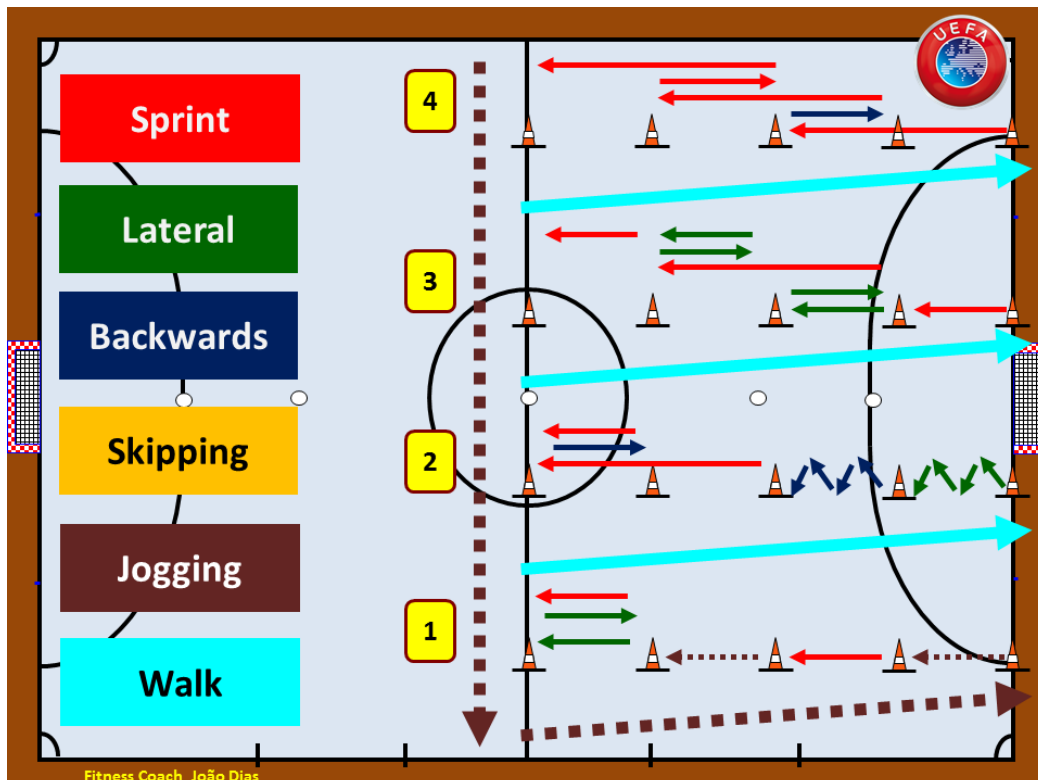 UEFA
4
Sprint
Lateral
3
Backwards
Skipping
2
Jogging
1
Walk
Fitness Coach João Dias